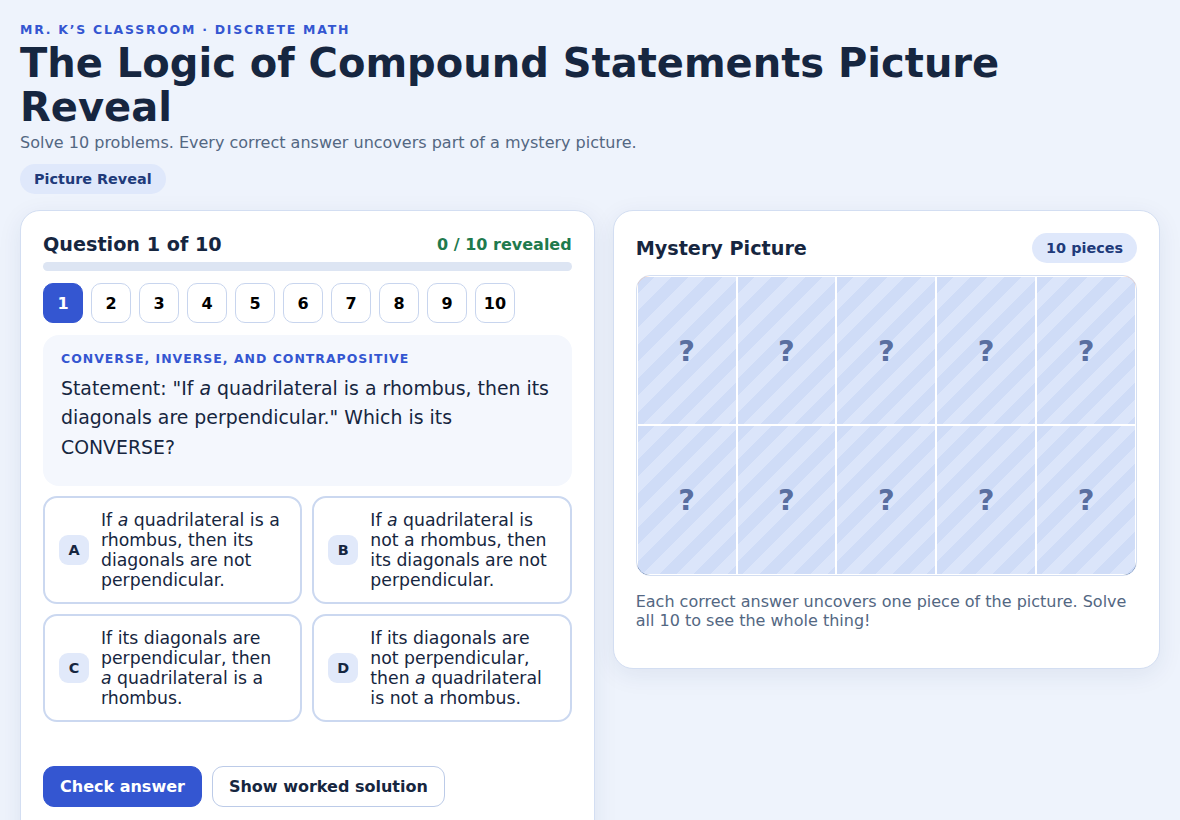 MR. K’S CLASSROOM · DISCRETE MATH
The Logic of Compound Statements Picture
Reveal
Solve 10 problems. Every correct answer uncovers part of a mystery picture.
Picture Reveal
Question 1 of 10
0 / 10 revealed
1 2 3 4 5 6 7 8 9 10
CONVERSE, INVERSE, AND CONTRAPOSITIVE
Statement: "If a quadrilateral is a rhombus, then its
diagonals are perpendicular." Which is its
CONVERSE?
A
If a quadrilateral is a
rhombus, then its
diagonals are not
perpendicular.
B
If a quadrilateral is
not a rhombus, then
its diagonals are not
perpendicular.
C
If its diagonals are
perpendicular, then
a quadrilateral is a
rhombus.
D
If its diagonals are
not perpendicular,
then a quadrilateral
is not a rhombus.
Check answer
Show worked solution
Mystery Picture
10 pieces
? ? ? ? ?
? ? ? ? ?
Each correct answer uncovers one piece of the picture. Solve
all 10 to see the whole thing!